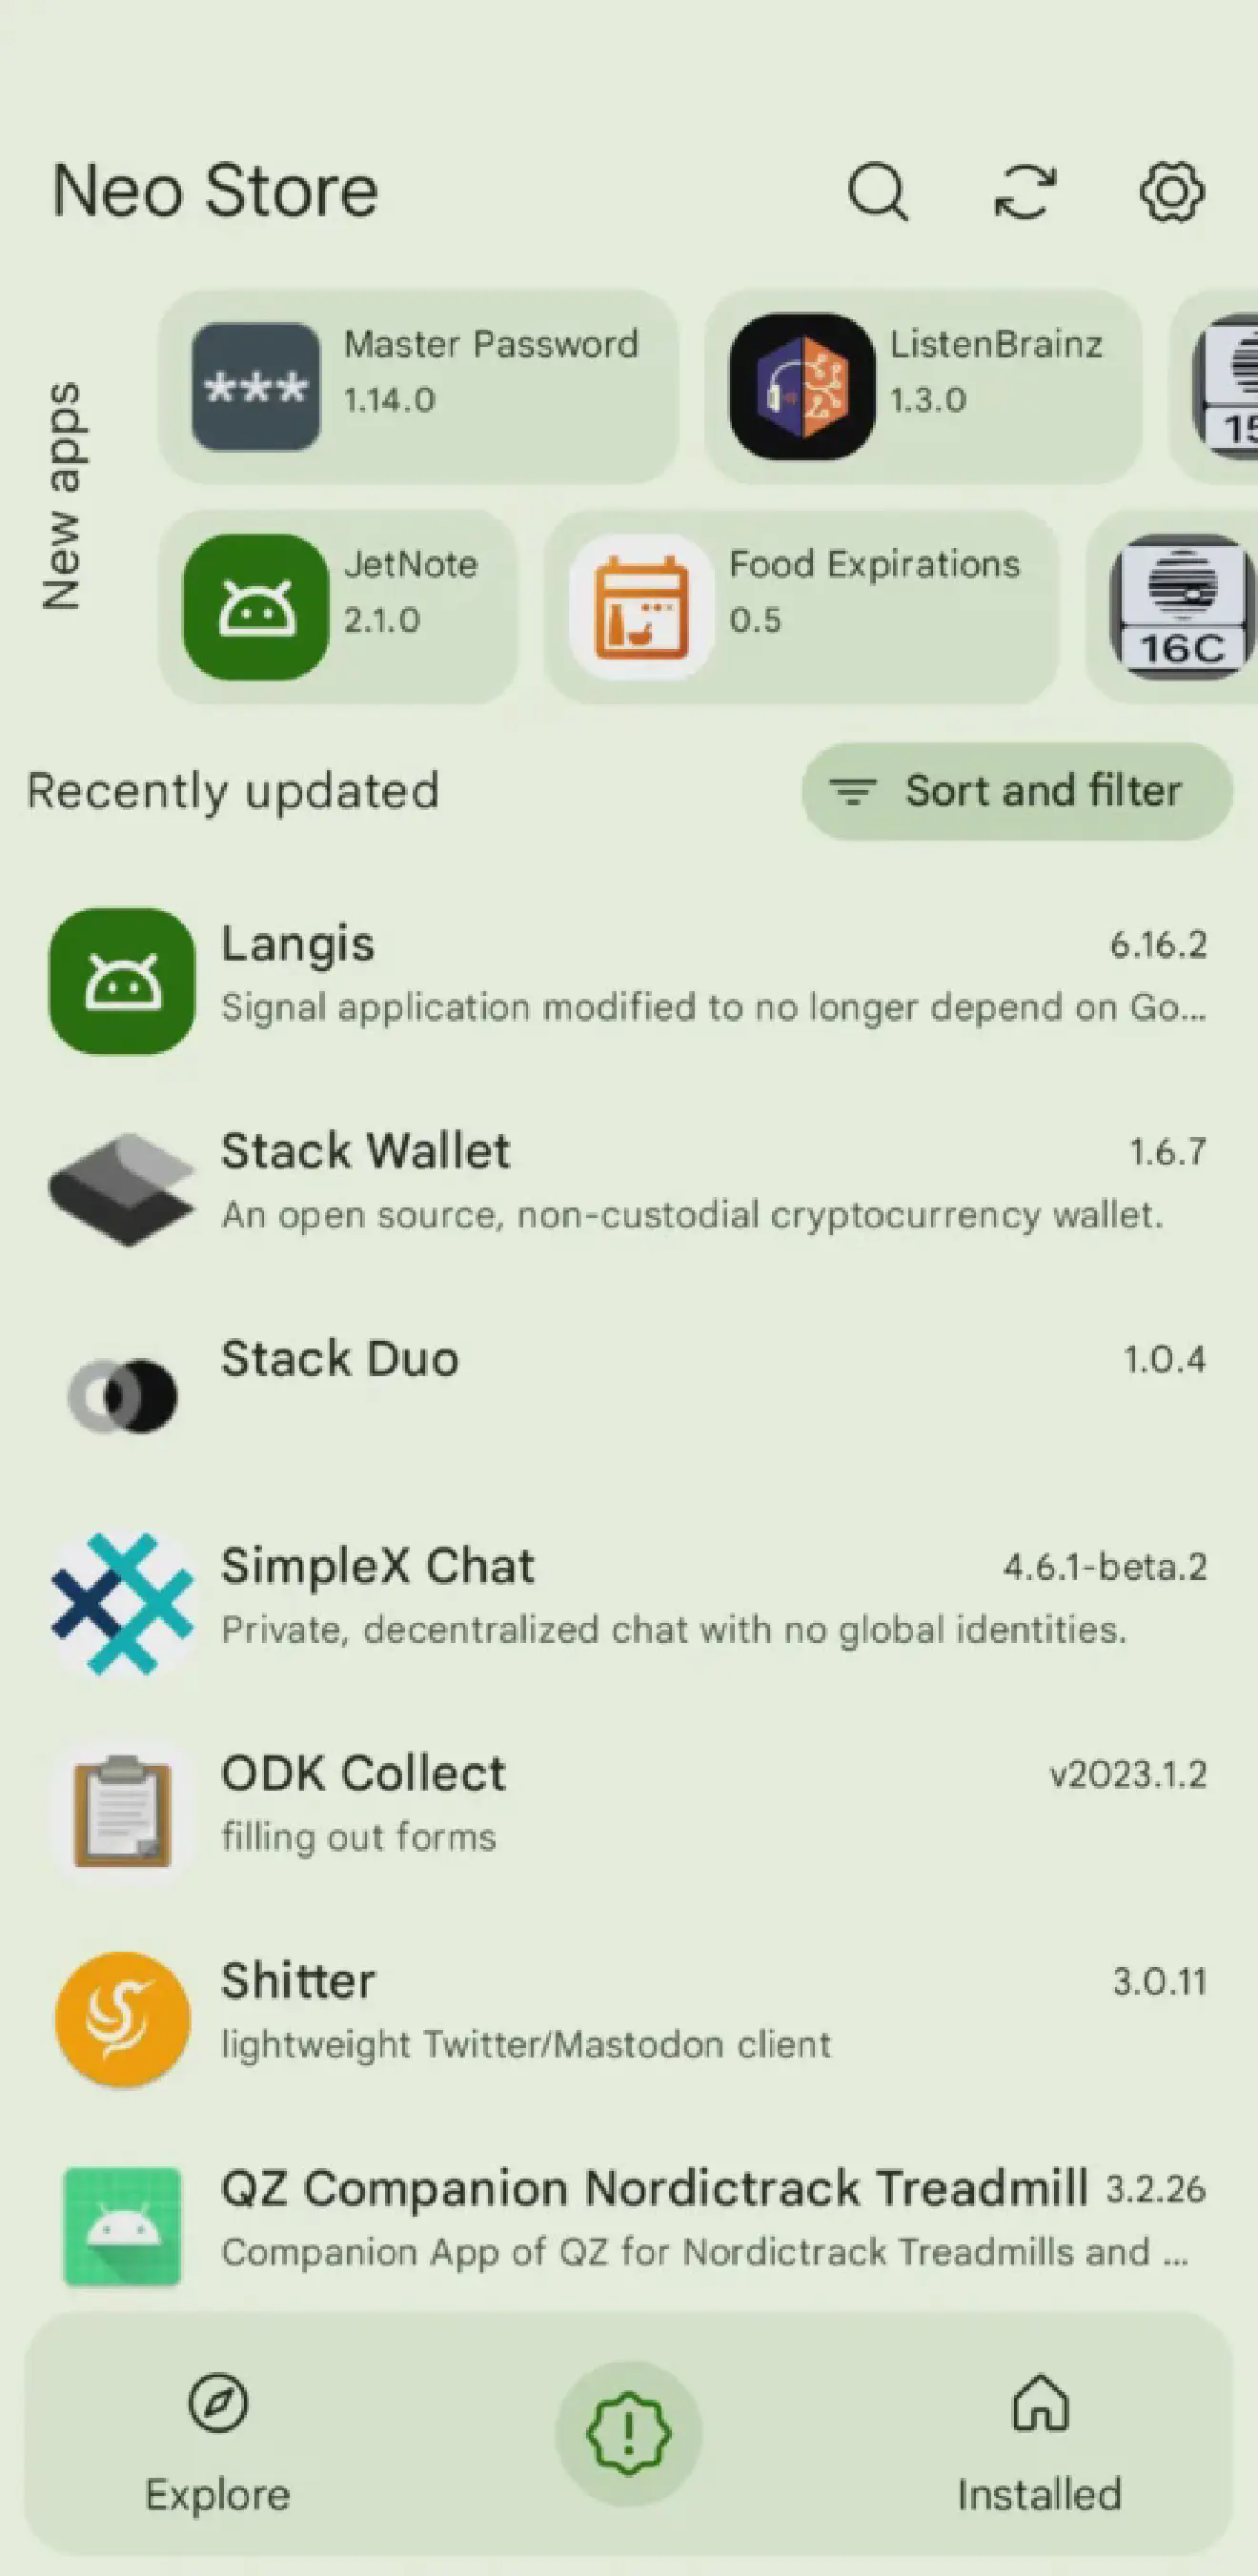 Neo Store
New apps
***
Master Password
1.14.0
ListenBrainz
1.3.0
15
JetNote
2.1.0
Food Expirations
0.5
16C
Recently updated
Sort and filter
Langis
6.16.2
Signal application modified to no longer depend on Go...
Stack Wallet
1.6.7
An open source, non-custodial cryptocurrency wallet.
Stack Duo
1.0.4
SimpleX Chat
4.6.1-beta.2
Private, decentralized chat with no global identities.
ODK Collect
v2023.1.2
filling out forms
Shitter
3.0.11
lightweight Twitter/Mastodon client
QZ Companion Nordictrack Treadmill
3.2.26
Companion App of QZ for Nordictrack Treadmills and ...
Explore
Installed